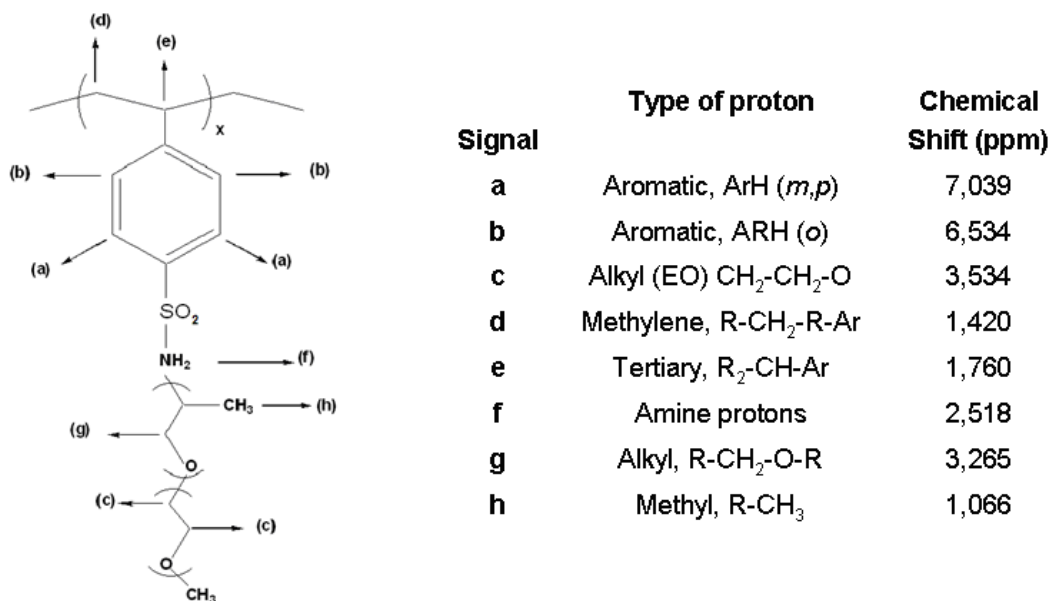 (d)
(e)
x
(b)
(b)
(a)
(a)
SO2
NH2
(f)
CH3
(h)
(g)
O
(c)
(c)
O
CH3
Type of proton Chemical
Signal Shift (ppm)
a Aromatic, ArH (m,p) 7,039
b Aromatic, ARH (o) 6,534
c Alkyl (EO) CH2-CH2-O 3,534
d Methylene, R-CH2-R-Ar 1,420
e Tertiary, R2-CH-Ar 1,760
f Amine protons 2,518
g Alkyl, R-CH2-O-R 3,265
h Methyl, R-CH3 1,066